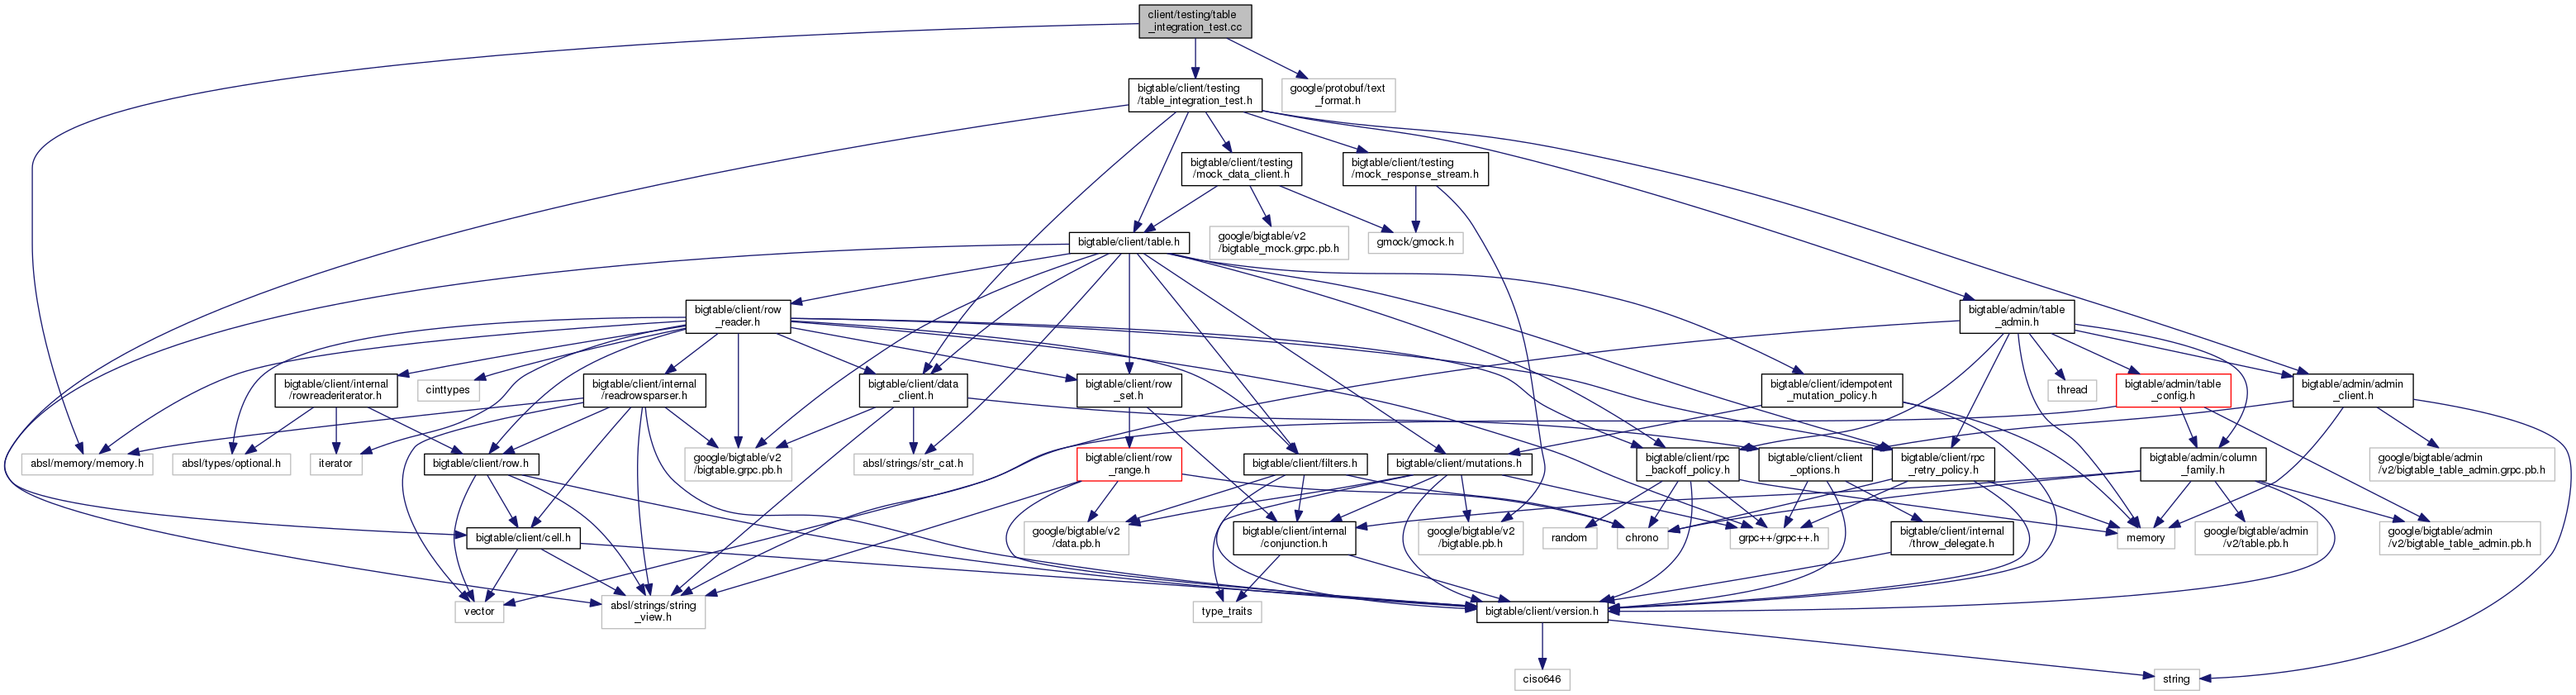 client/testing/table
_integration_test.cc
bigtable/client/testing
/table_integration_test.h
google/protobuf/text
_format.h
bigtable/client/testing
/mock_data_client.h
bigtable/client/testing
/mock_response_stream.h
bigtable/client/table.h
google/bigtable/v2
/bigtable_mock.grpc.pb.h
gmock/gmock.h
bigtable/client/row
_reader.h
bigtable/admin/table
_admin.h
bigtable/client/internal
/rowreaderiterator.h
cinttypes
bigtable/client/internal
/readrowsparser.h
bigtable/client/data
_client.h
bigtable/client/row
_set.h
bigtable/client/idempotent
_mutation_policy.h
thread
bigtable/admin/table
_config.h
bigtable/admin/admin
_client.h
absl/memory/memory.h
absl/types/optional.h
iterator
bigtable/client/row.h
google/bigtable/v2
/bigtable.grpc.pb.h
absl/strings/str_cat.h
bigtable/client/row
_range.h
bigtable/client/filters.h
bigtable/client/mutations.h
bigtable/client/rpc
_backoff_policy.h
bigtable/client/client
_options.h
bigtable/client/rpc
_retry_policy.h
bigtable/admin/column
_family.h
google/bigtable/admin
/v2/bigtable_table_admin.grpc.pb.h
bigtable/client/cell.h
google/bigtable/v2
/data.pb.h
bigtable/client/internal
/conjunction.h
google/bigtable/v2
/bigtable.pb.h
random
chrono
grpc++/grpc++.h
bigtable/client/internal
/throw_delegate.h
memory
google/bigtable/admin
/v2/table.pb.h
google/bigtable/admin
/v2/bigtable_table_admin.pb.h
vector
absl/strings/string
_view.h
type_traits
bigtable/client/version.h
ciso646
string